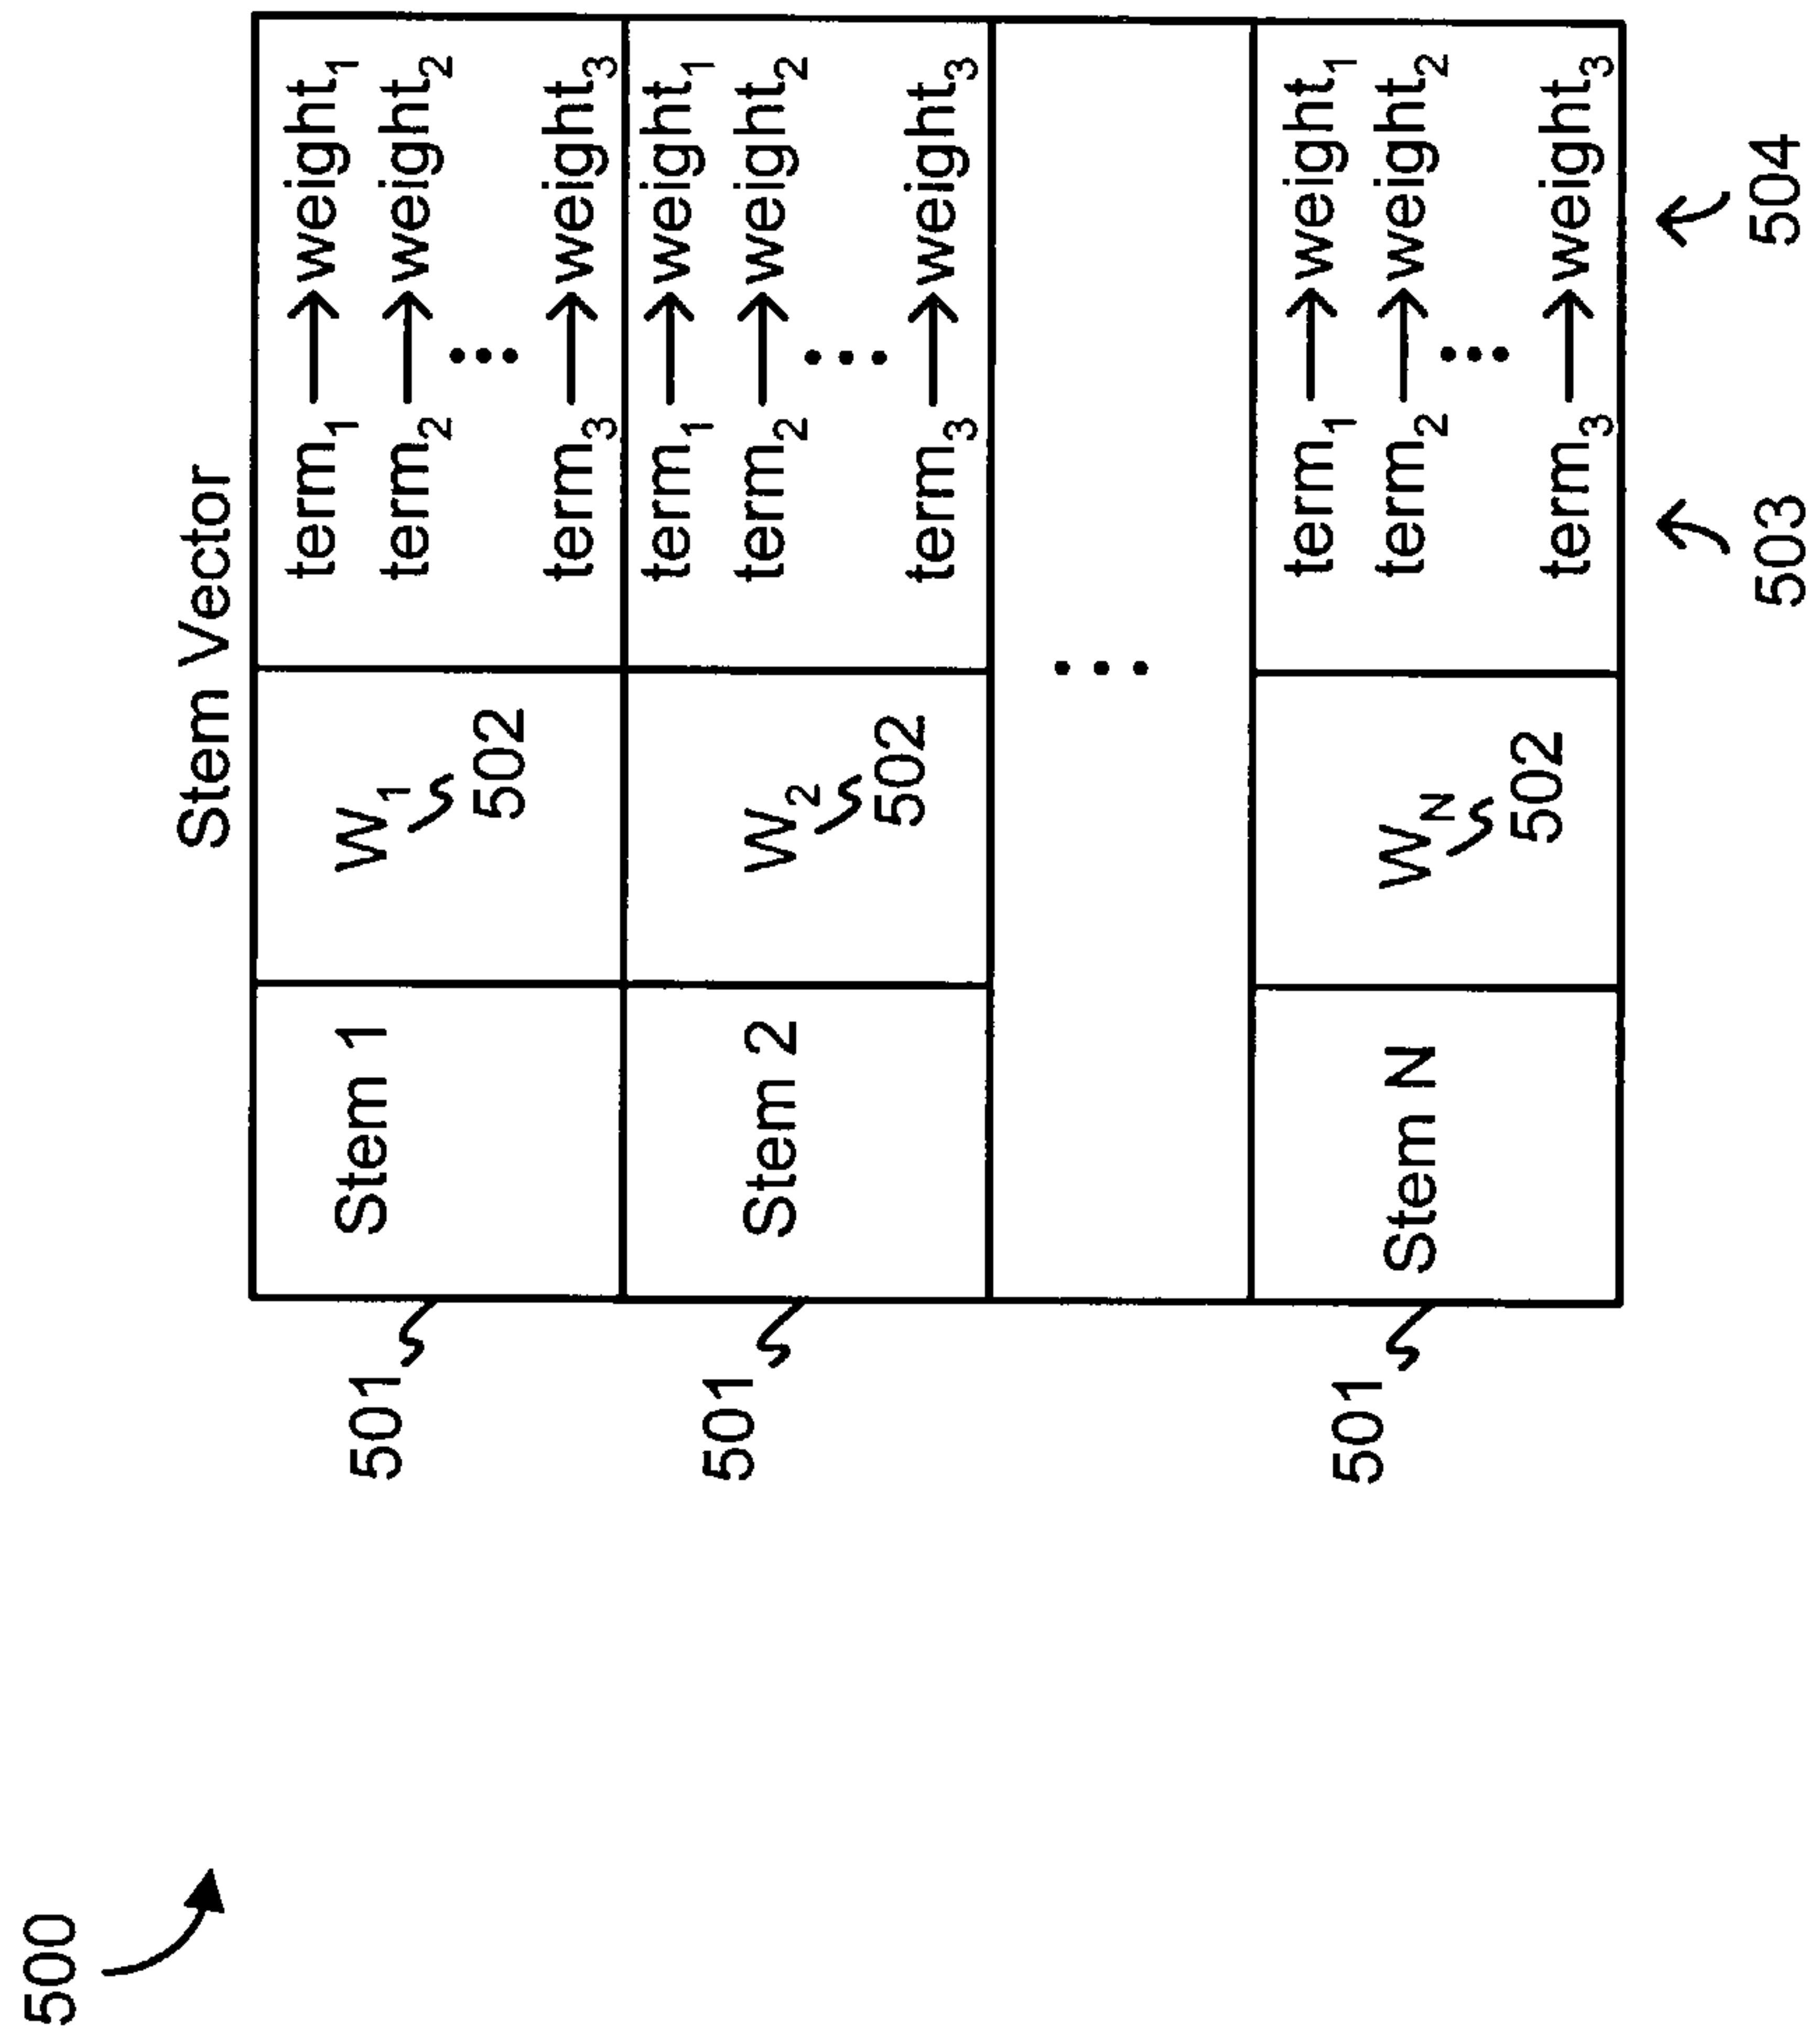 500
Stem Vector
501
Stem 1
W1
502
term1 → weight1
term2 → weight2
•••
term3 → weight3
501
Stem 2
W2
502
term1 → weight1
term2 → weight2
•••
term3 → weight3
•••
501
Stem N
WN
502
term1 → weight1
term2 → weight2
•••
term3 → weight3
503
504